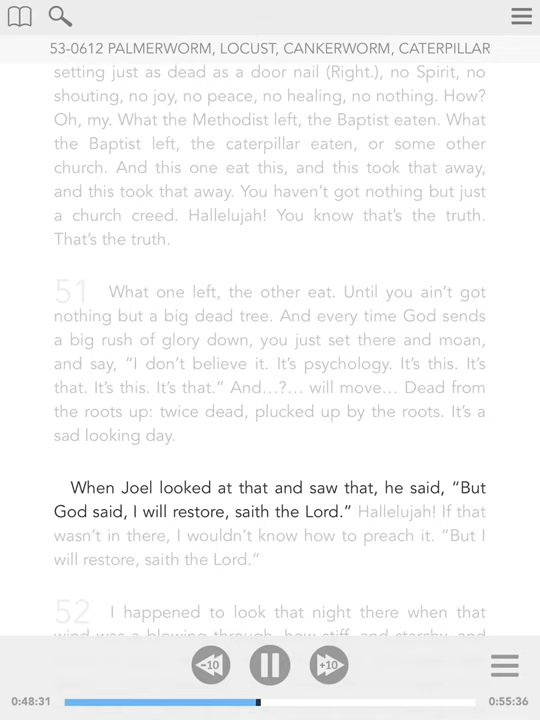 53-0612 PALMERWORM, LOCUST, CANKERWORM, CATERPILLAR
setting just as dead as a door nail (Right.), no Spirit, no
shouting, no joy, no peace, no healing, no nothing. How?
Oh, my. What the Methodist left, the Baptist eaten. What
the Baptist left, the caterpillar eaten, or some other
church. And this one eat this, and this took that away,
and this took that away. You haven't got nothing but just
a church creed. Hallelujah! You know that's the truth.
That's the truth.
51 What one left, the other eat. Until you ain't got
nothing but a big dead tree. And every time God sends
a big rush of glory down, you just set there and moan,
and say, “I don't believe it. It's psychology. It's this. It's
that. It's this. It's that.” And…?… will move… Dead from
the roots up: twice dead, plucked up by the roots. It's a
sad looking day.
When Joel looked at that and saw that, he said, “But
God said, I will restore, saith the Lord.” Hallelujah! If that
wasn't in there, I wouldn't know how to preach it. “But I
will restore, saith the Lord.”
52 I happened to look that night there when that
wind was a blowing through, how stiff, and starchy, and
-10
+10
0:48:31
0:55:36